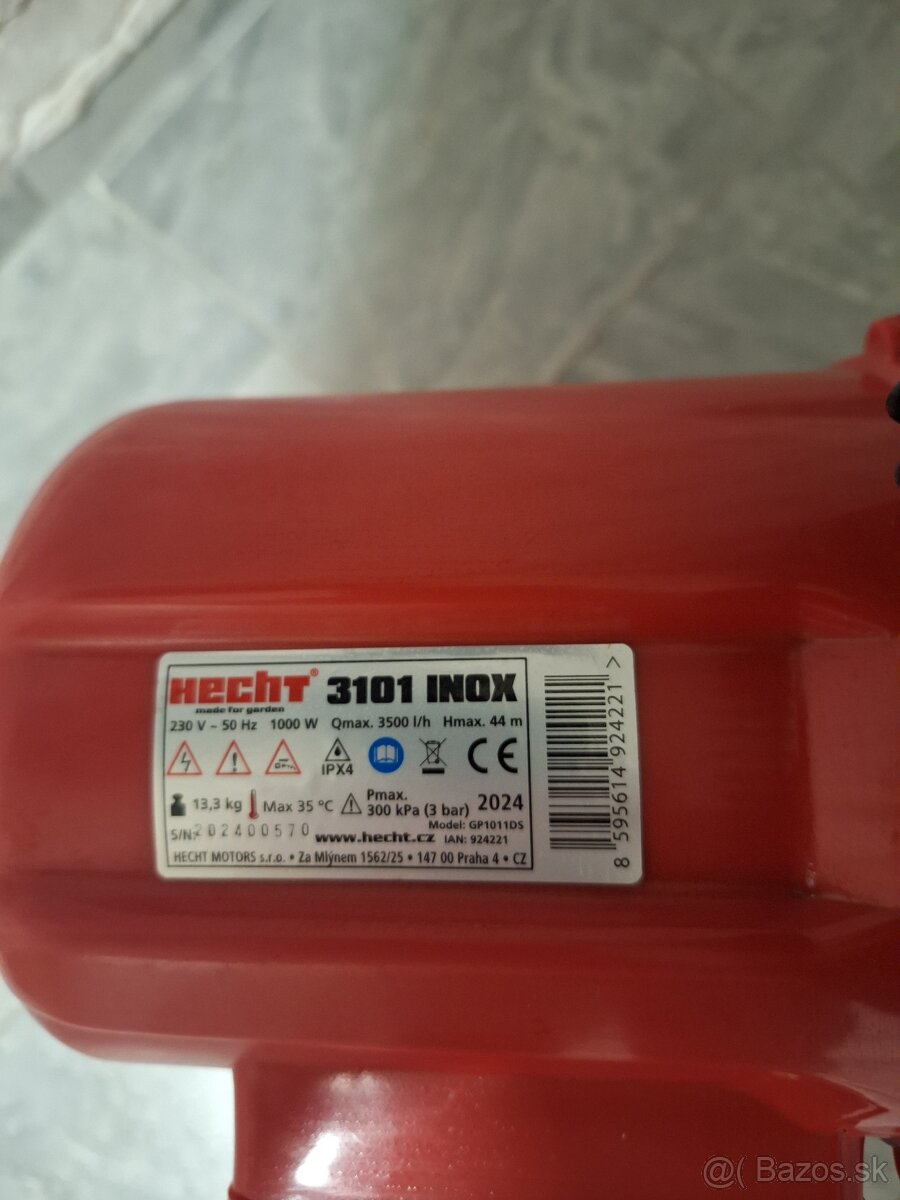 HECHT® 3101 INOX
made for garden
230 V ~ 50 Hz 1000 W Qmax. 3500 l/h Hmax. 44 m
IPX4
CE
13,3 kg Max 35 °C Pmax. 300 kPa (3 bar) 2024
Model: GP1011DS
S/N: 202400570 www.hecht.cz IAN: 924221
HECHT MOTORS s.r.o. • Za Mlýnem 1562/25 • 147 00 Praha 4 • CZ
8 595614 924221 >
@( Bazos.sk